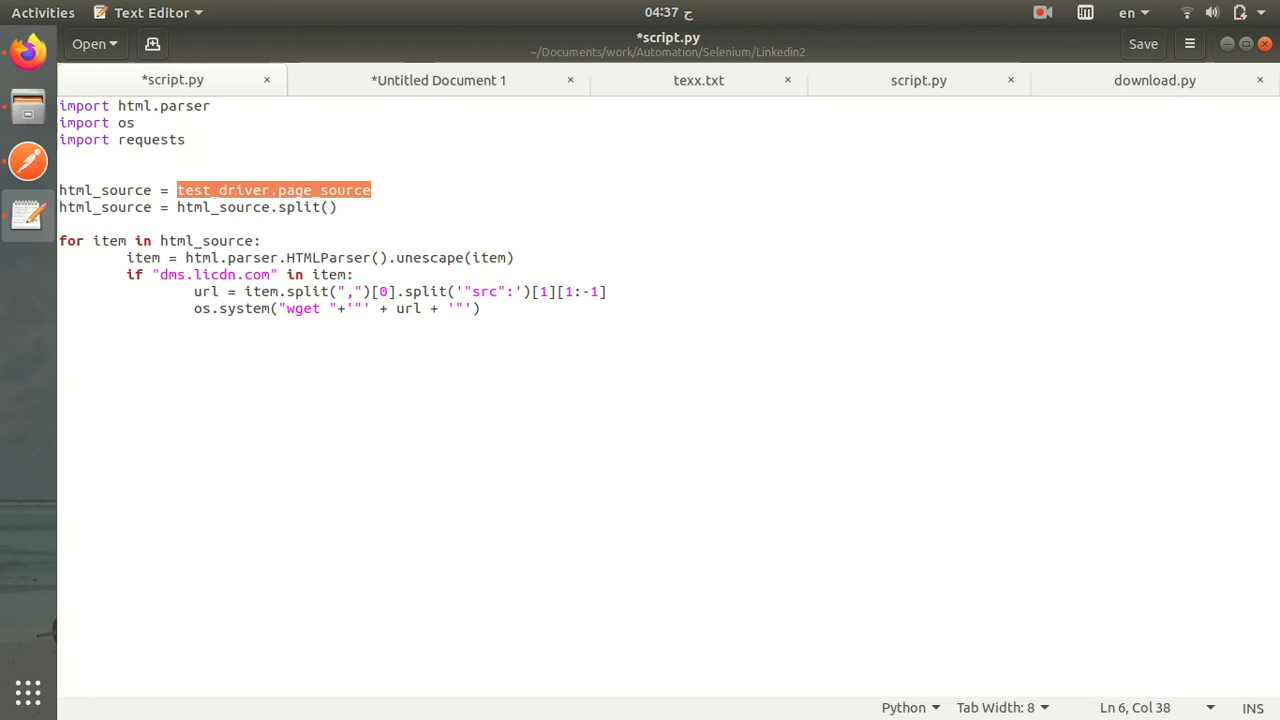 Activities Text Editor 04:37 ح en
Open *script.py Save
~/Documents/work/Automation/Selenium/Linkedin2
*script.py × *Untitled Document 1 × texx.txt × script.py × download.py ×
import html.parser
import os
import requests
html_source = test_driver.page_source
html_source = html_source.split()
for item in html_source:
item = html.parser.HTMLParser().unescape(item)
if "dms.licdn.com" in item:
url = item.split(",")[0].split('"src":')[1][1:-1]
os.system("wget "+'"' + url + '"')
Python Tab Width: 8 Ln 6, Col 38 INS